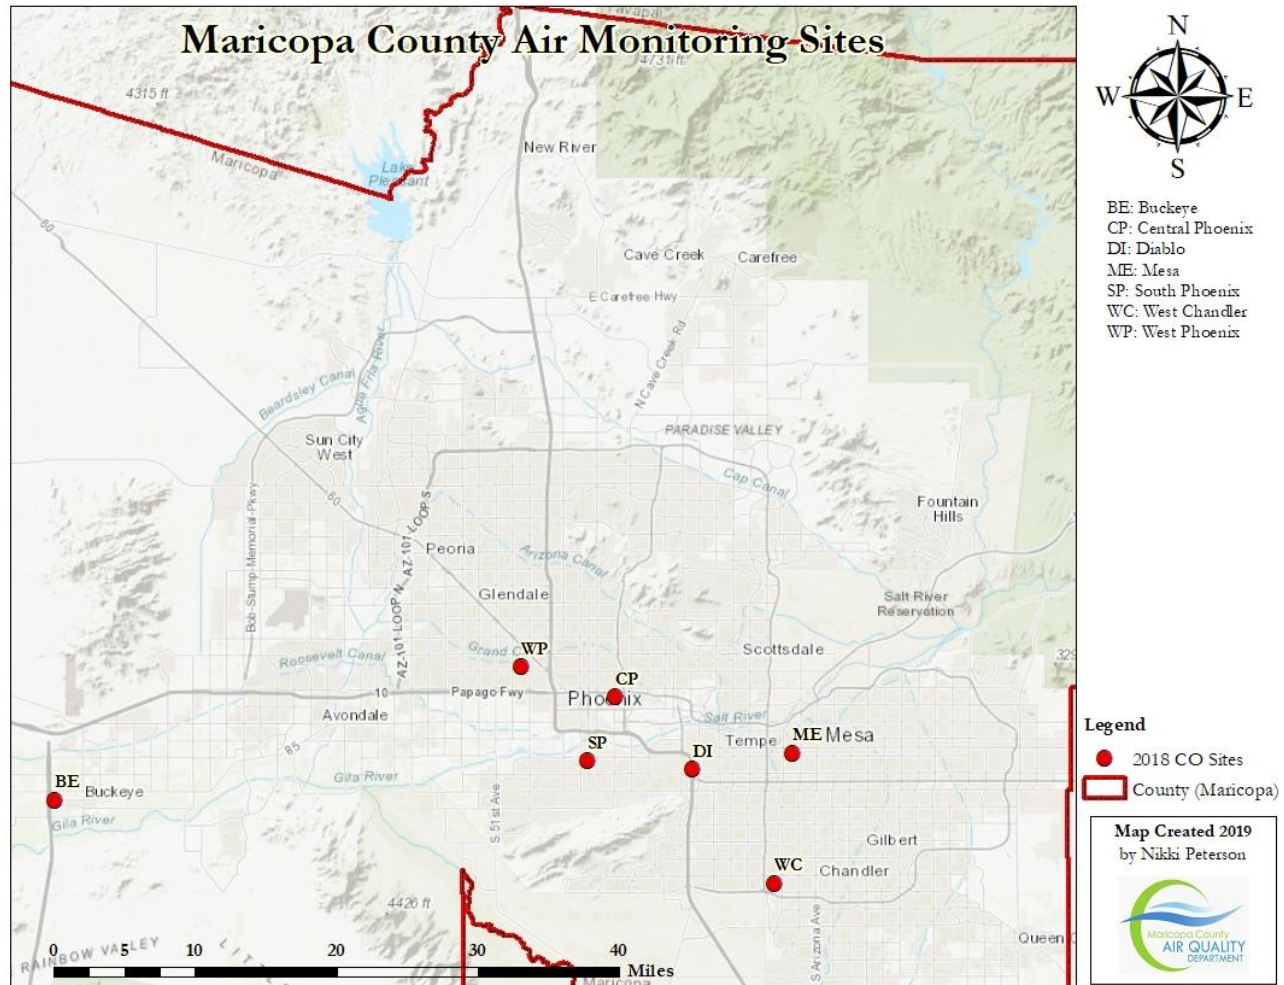 Maricopa County Air Monitoring Sites
4731 ft
4315 ft
Maricopa
Lake
Pleasant
New River
60
Cave Creek
Carefree
E Carefree Hwy
N Cave Creek Rd
Agua Fria River
Beardsley Canal
PARADISE VALLEY
Sun City
West
Cap Canal
60
Bob-Stump-Memorial-Pkwy
AZ-101-LOOP S
Fountain
Hills
Peoria
Arizona Canal
Glendale
Salt River
Reservation
AZ-101-LOOP N
Roosevelt Canal
Grand
WP
Scottsdale
CP
10
Papago Fwy
Phoenix
Avondale
Salt River
85
SP
DI
Tempe
ME
Mesa
BE
Buckeye
Gila River
Gila River
S 51st Ave
Gilbert
WC
Chandler
4426 ft
S Arizona Ave
Queen
RAINBOW VALLEY
0 5 10 20 30 40
Miles
Maricopa
N
W
E
S
BE: Buckeye
CP: Central Phoenix
DI: Diablo
ME: Mesa
SP: South Phoenix
WC: West Chandler
WP: West Phoenix
Legend
2018 CO Sites
County (Maricopa)
Map Created 2019
by Nikki Peterson
Maricopa County
AIR QUALITY
DEPARTMENT